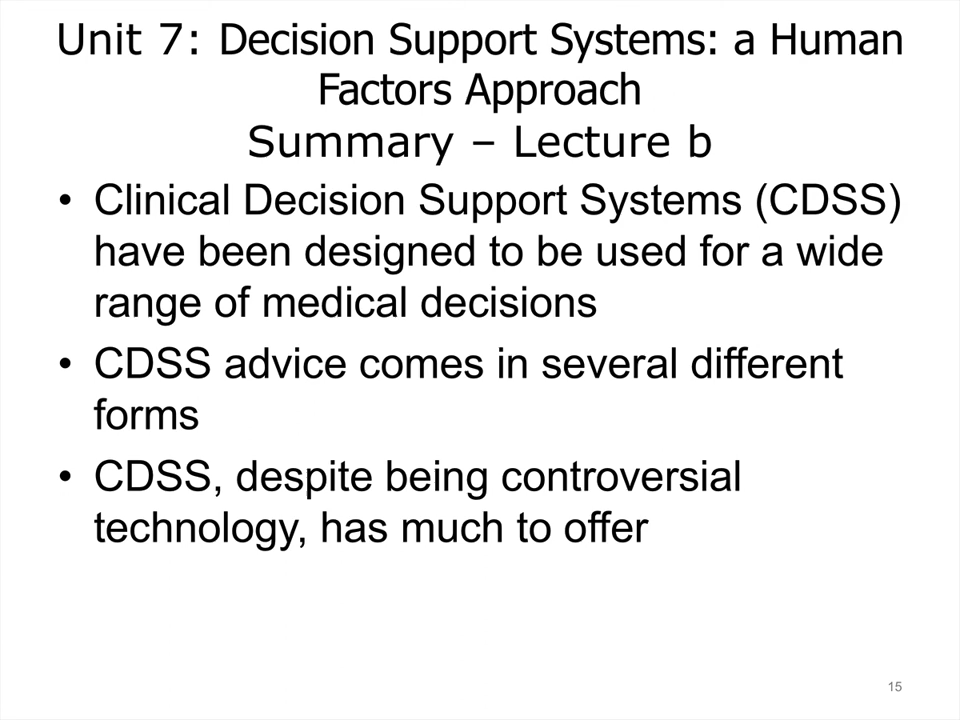 Unit 7: Decision Support Systems: a Human
Factors Approach
Summary – Lecture b
• Clinical Decision Support Systems (CDSS)
have been designed to be used for a wide
range of medical decisions
• CDSS advice comes in several different
forms
• CDSS, despite being controversial
technology, has much to offer
15